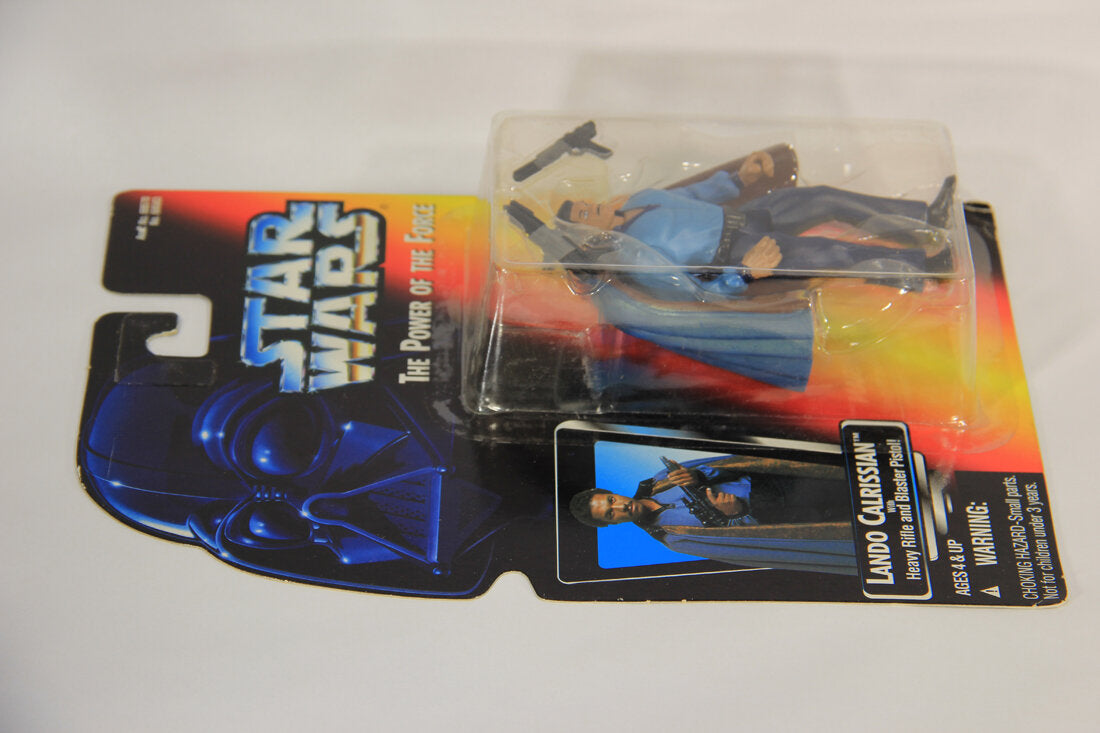 STAR
WARS
THE POWER OF THE FORCE
LANDO CALRISSIAN™
With
Heavy Rifle and Blaster Pistol!
AGES 4 & UP
WARNING:
CHOKING HAZARD-Small parts.
Not for children under 3 years.